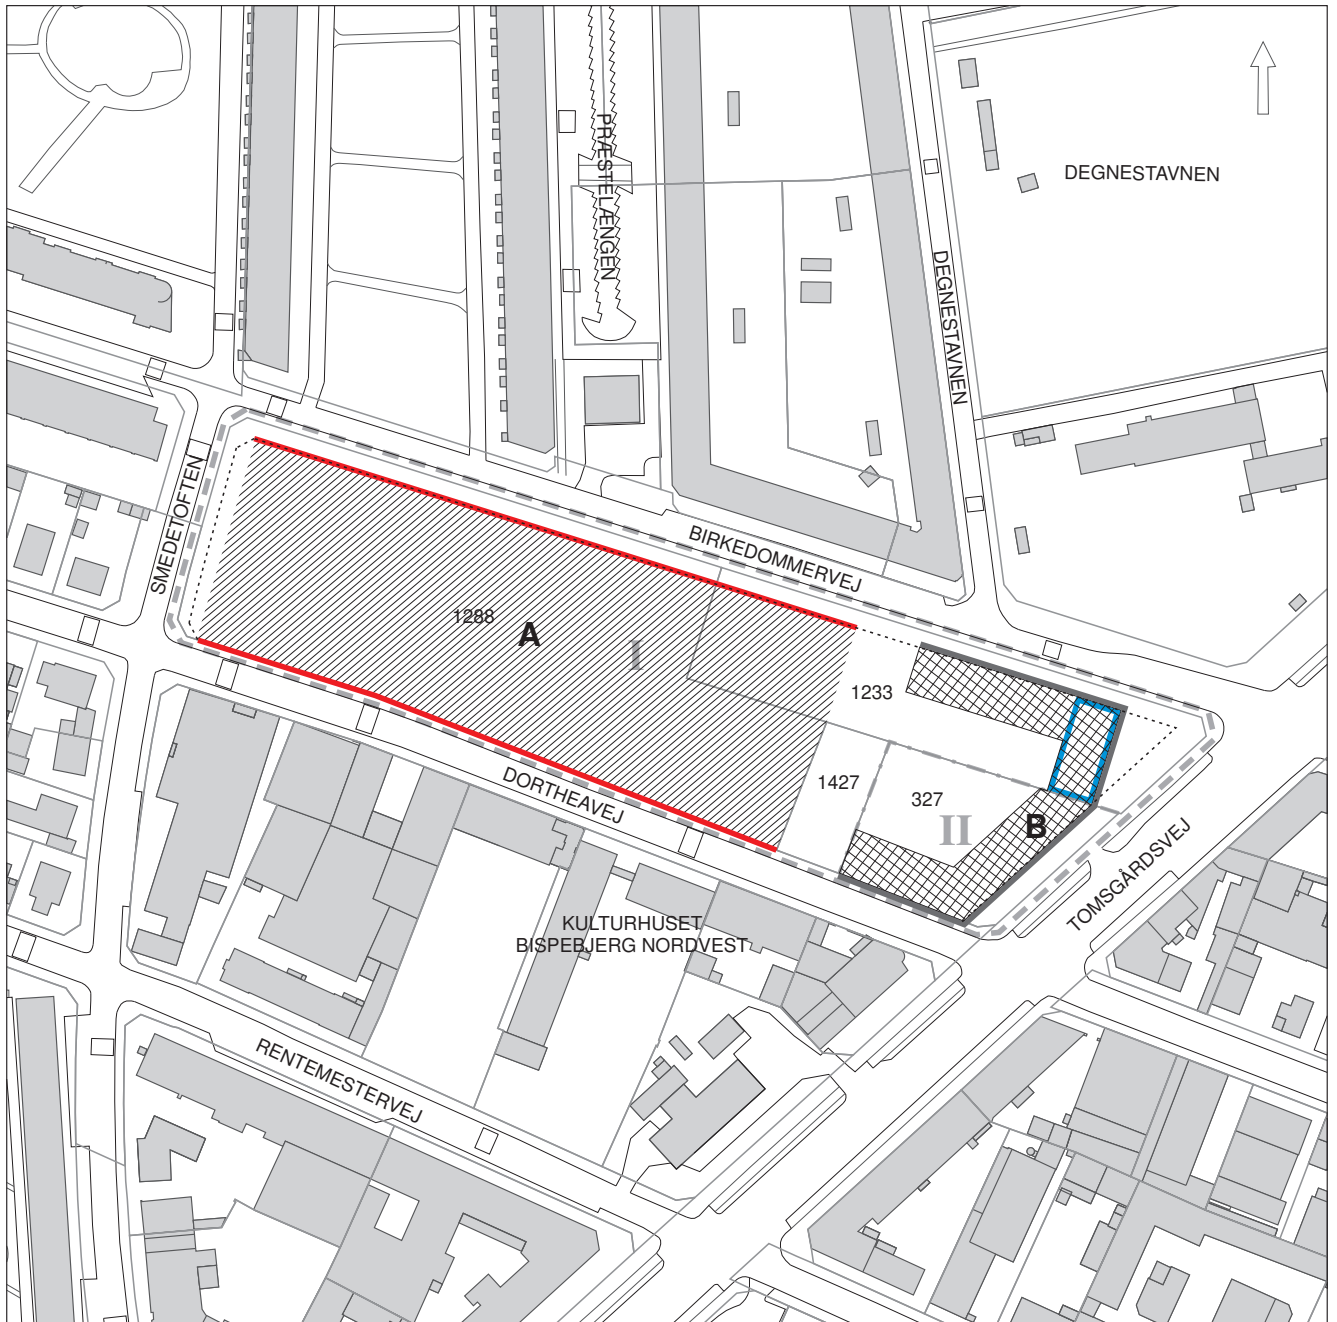 PRÆSTELÆNGEN
DEGNESTAVNEN
DEGNESTAVNEN
SMEDETOFTEN
BIRKEDOMMERVEJ
1288
A
I
1233
DORTHEAVEJ
1427
327
II
B
TOMSGÅRDSVEJ
KULTURHUSET
BISPEBJERG NORDVEST
RENTEMESTERVEJ